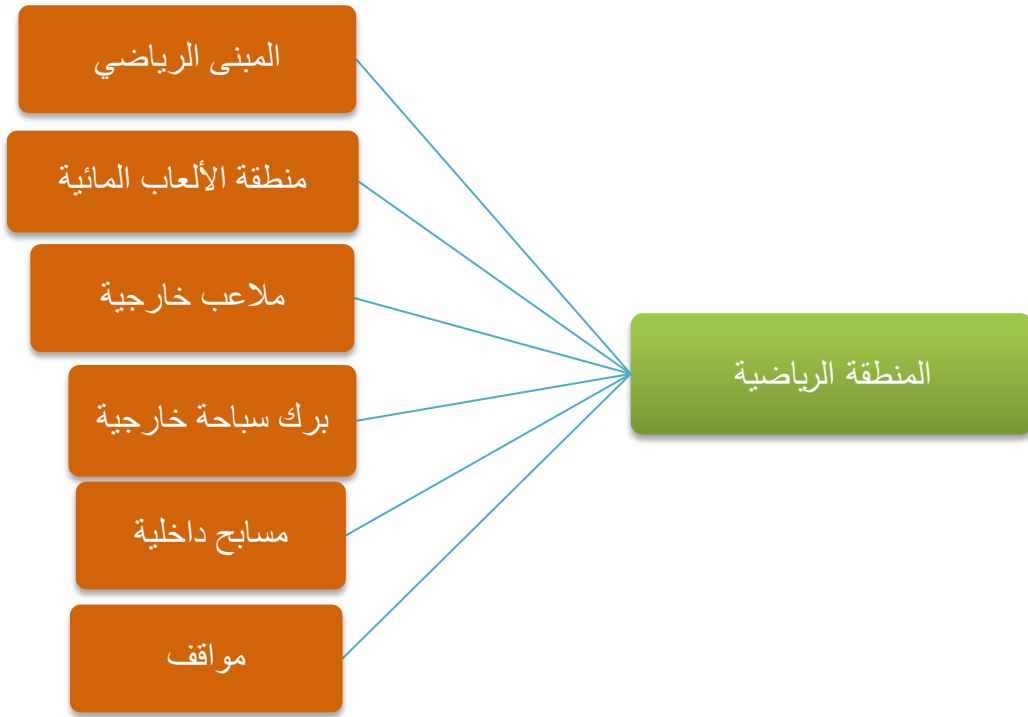 المنطقة الرياضية
المبنى الرياضي
منطقة الألعاب المائية
ملاعب خارجية
برك سباحة خارجية
مسابح داخلية
مواقف